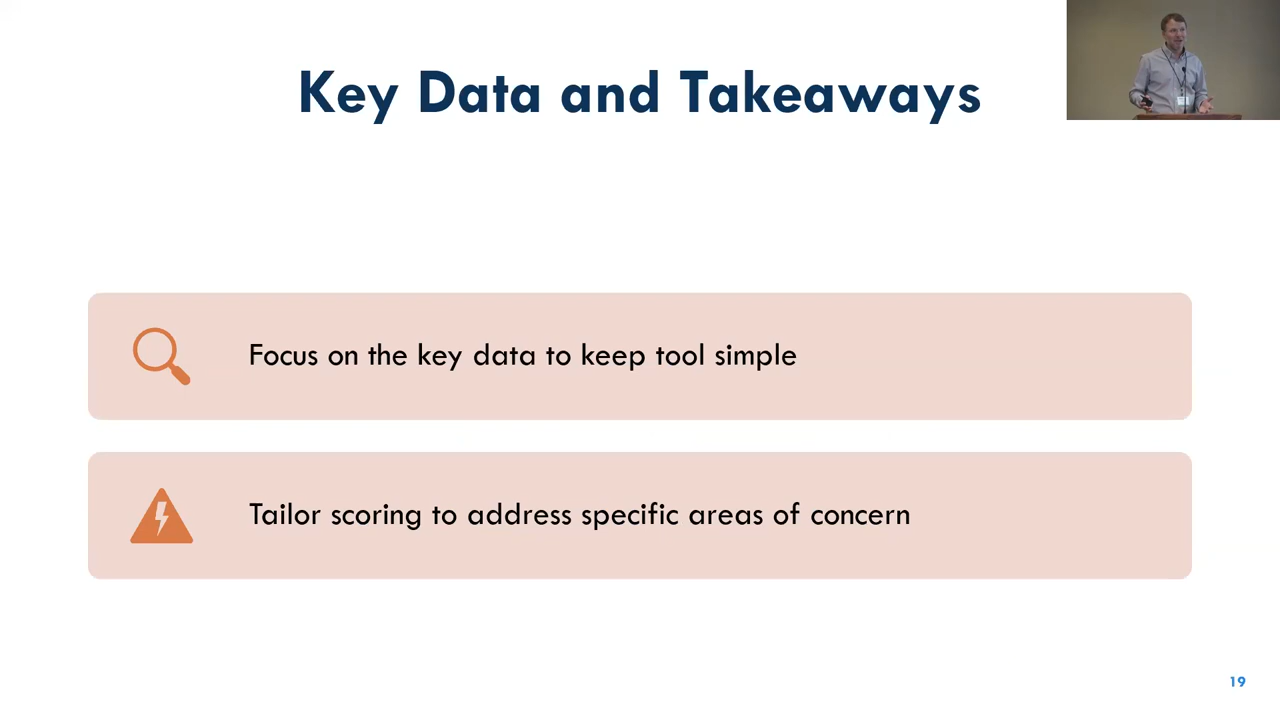 Key Data and Takeaways
Focus on the key data to keep tool simple
Tailor scoring to address specific areas of concern
19